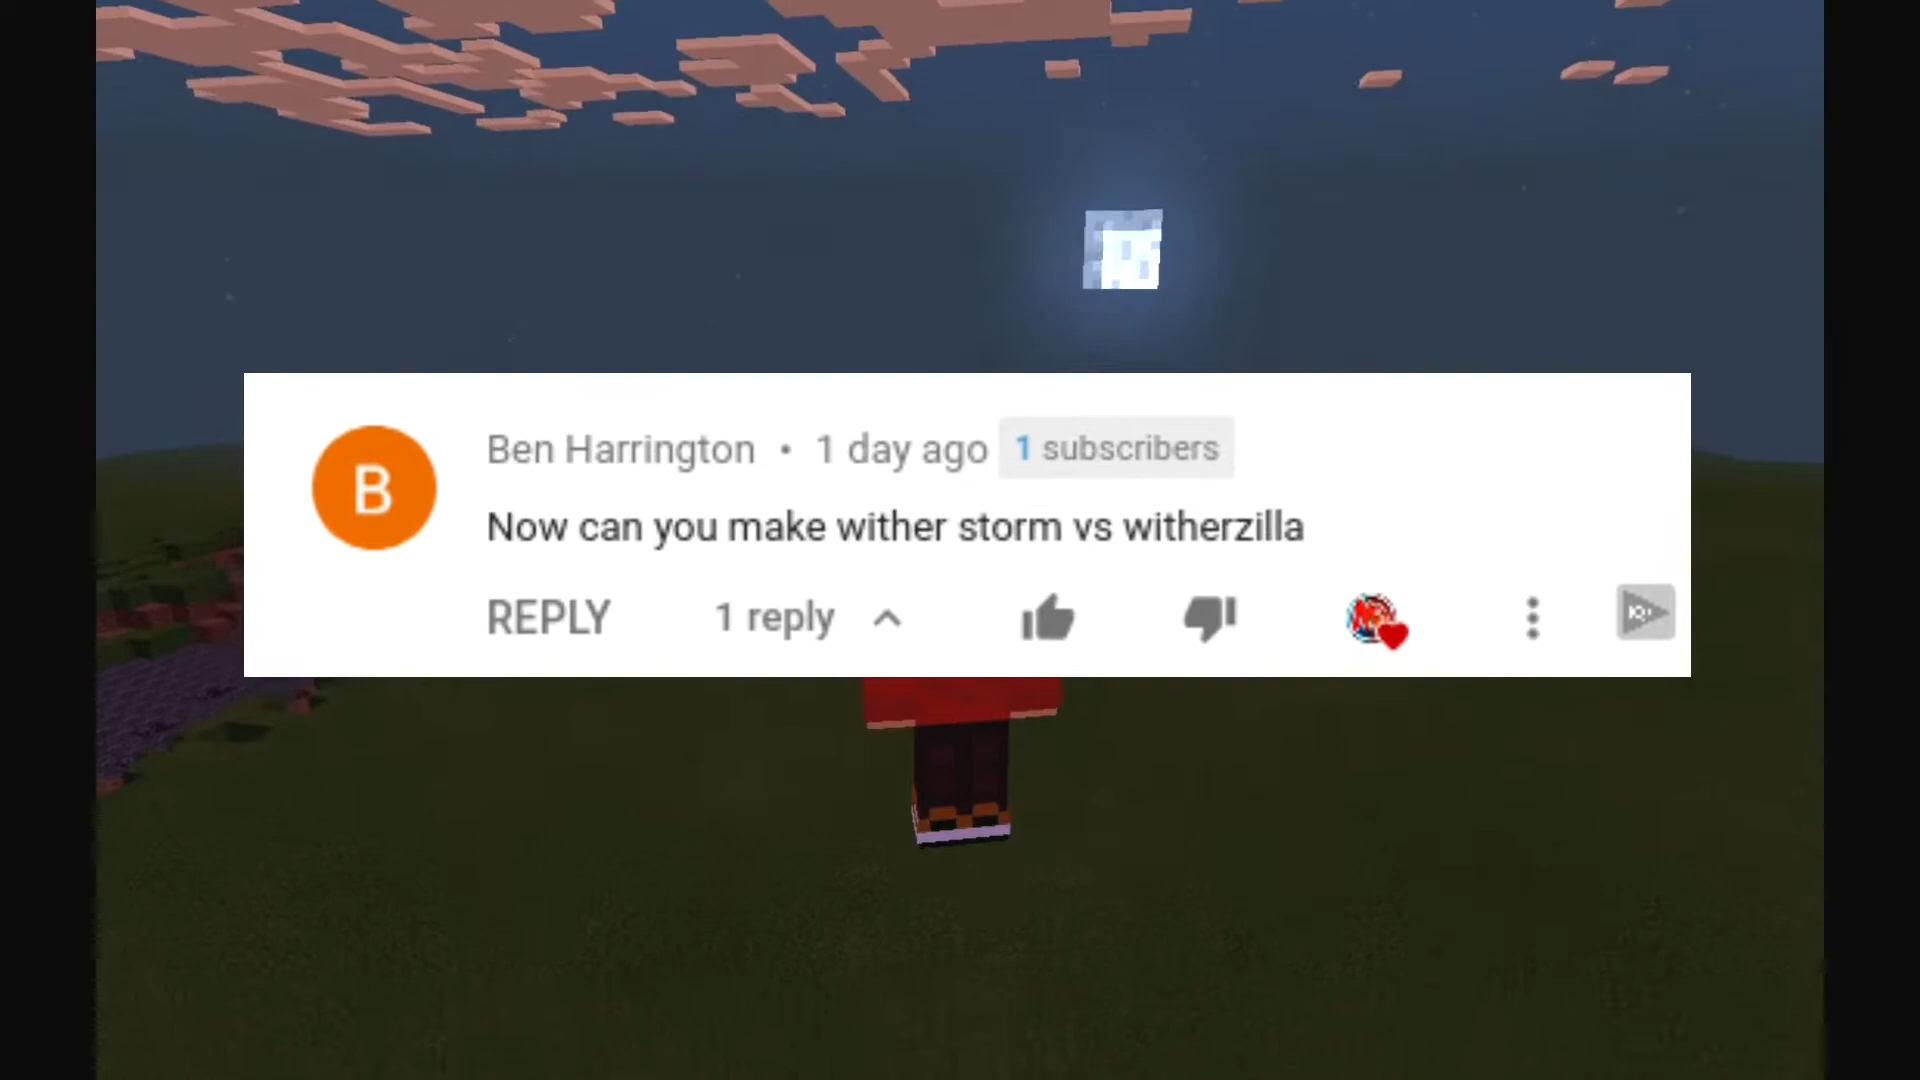 B
Ben Harrington • 1 day ago 1 subscribers
Now can you make wither storm vs witherzilla
REPLY 1 reply